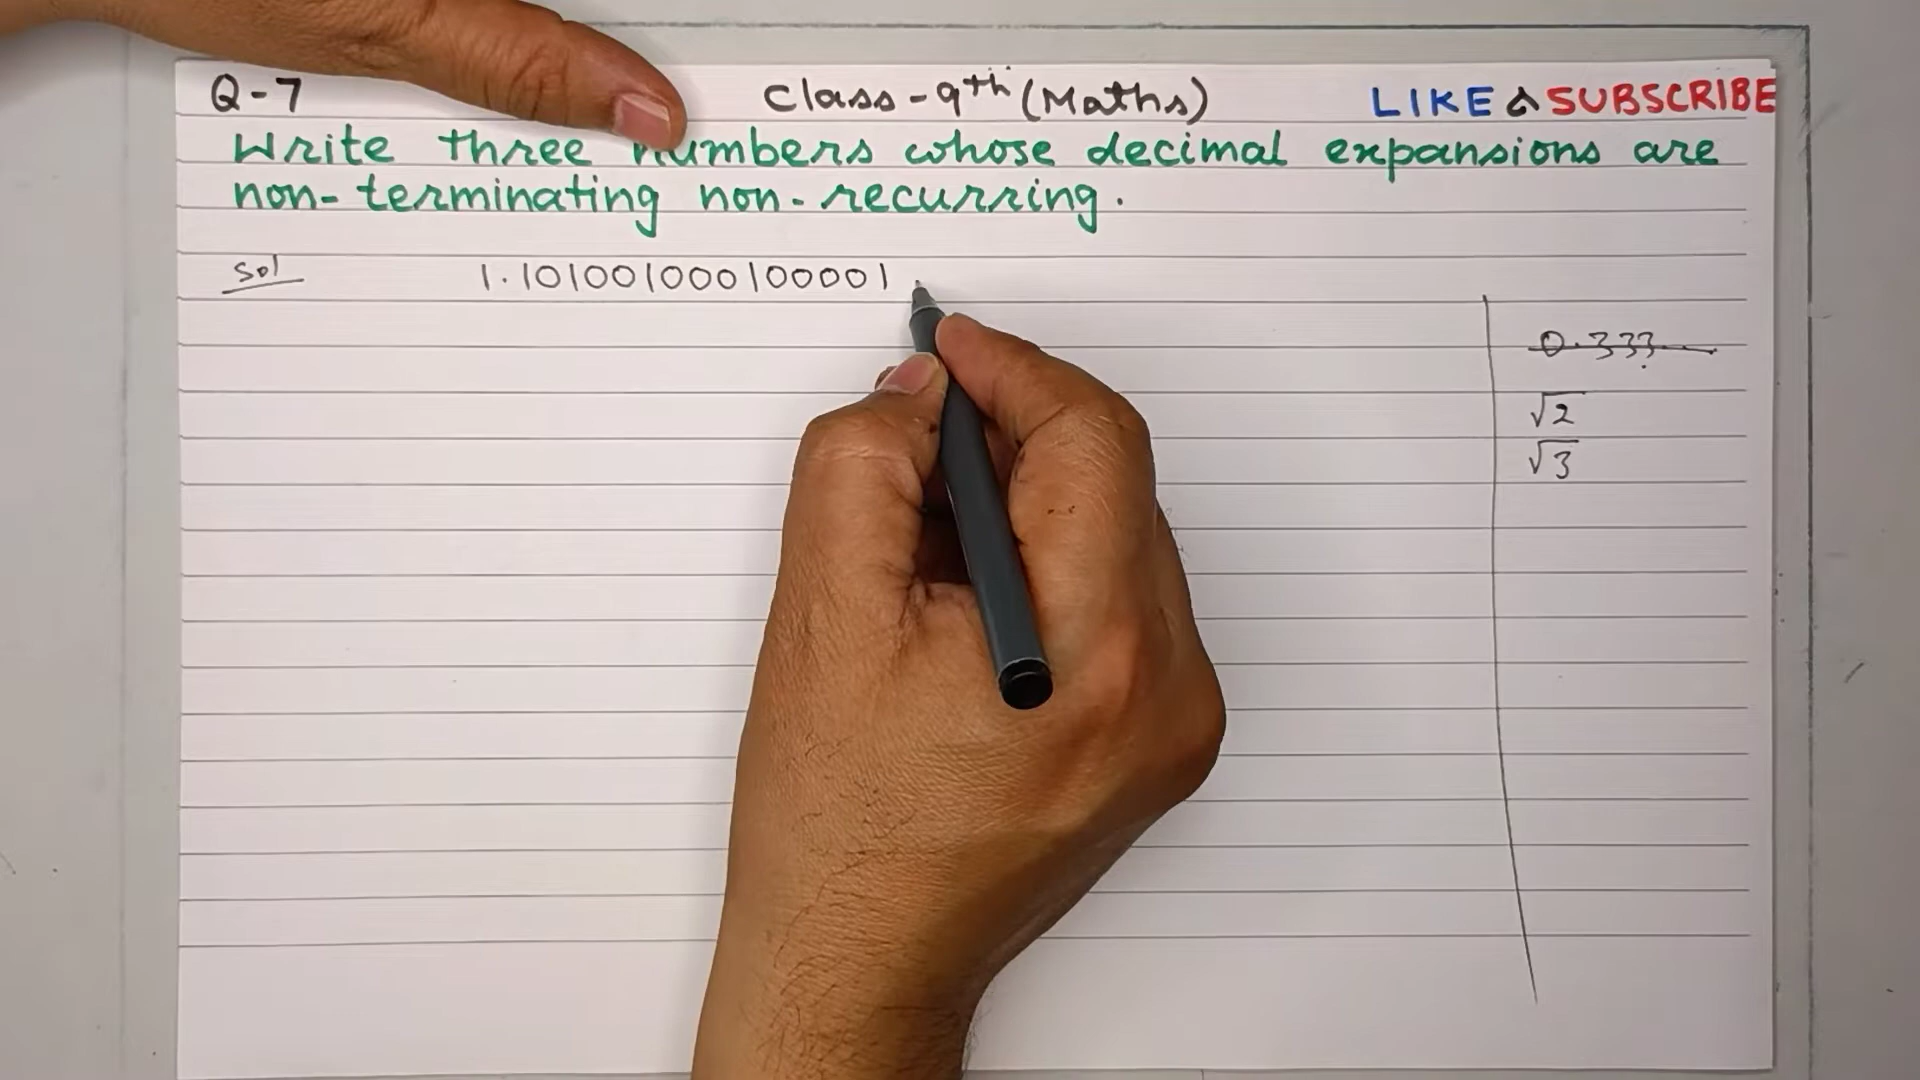 Q-7 Class-9th (Maths) LIKE & SUBSCRIBE
Write three numbers whose decimal expansions are
non-terminating non-recurring.
Sol 1.101001000100001
0.333
√2
√3